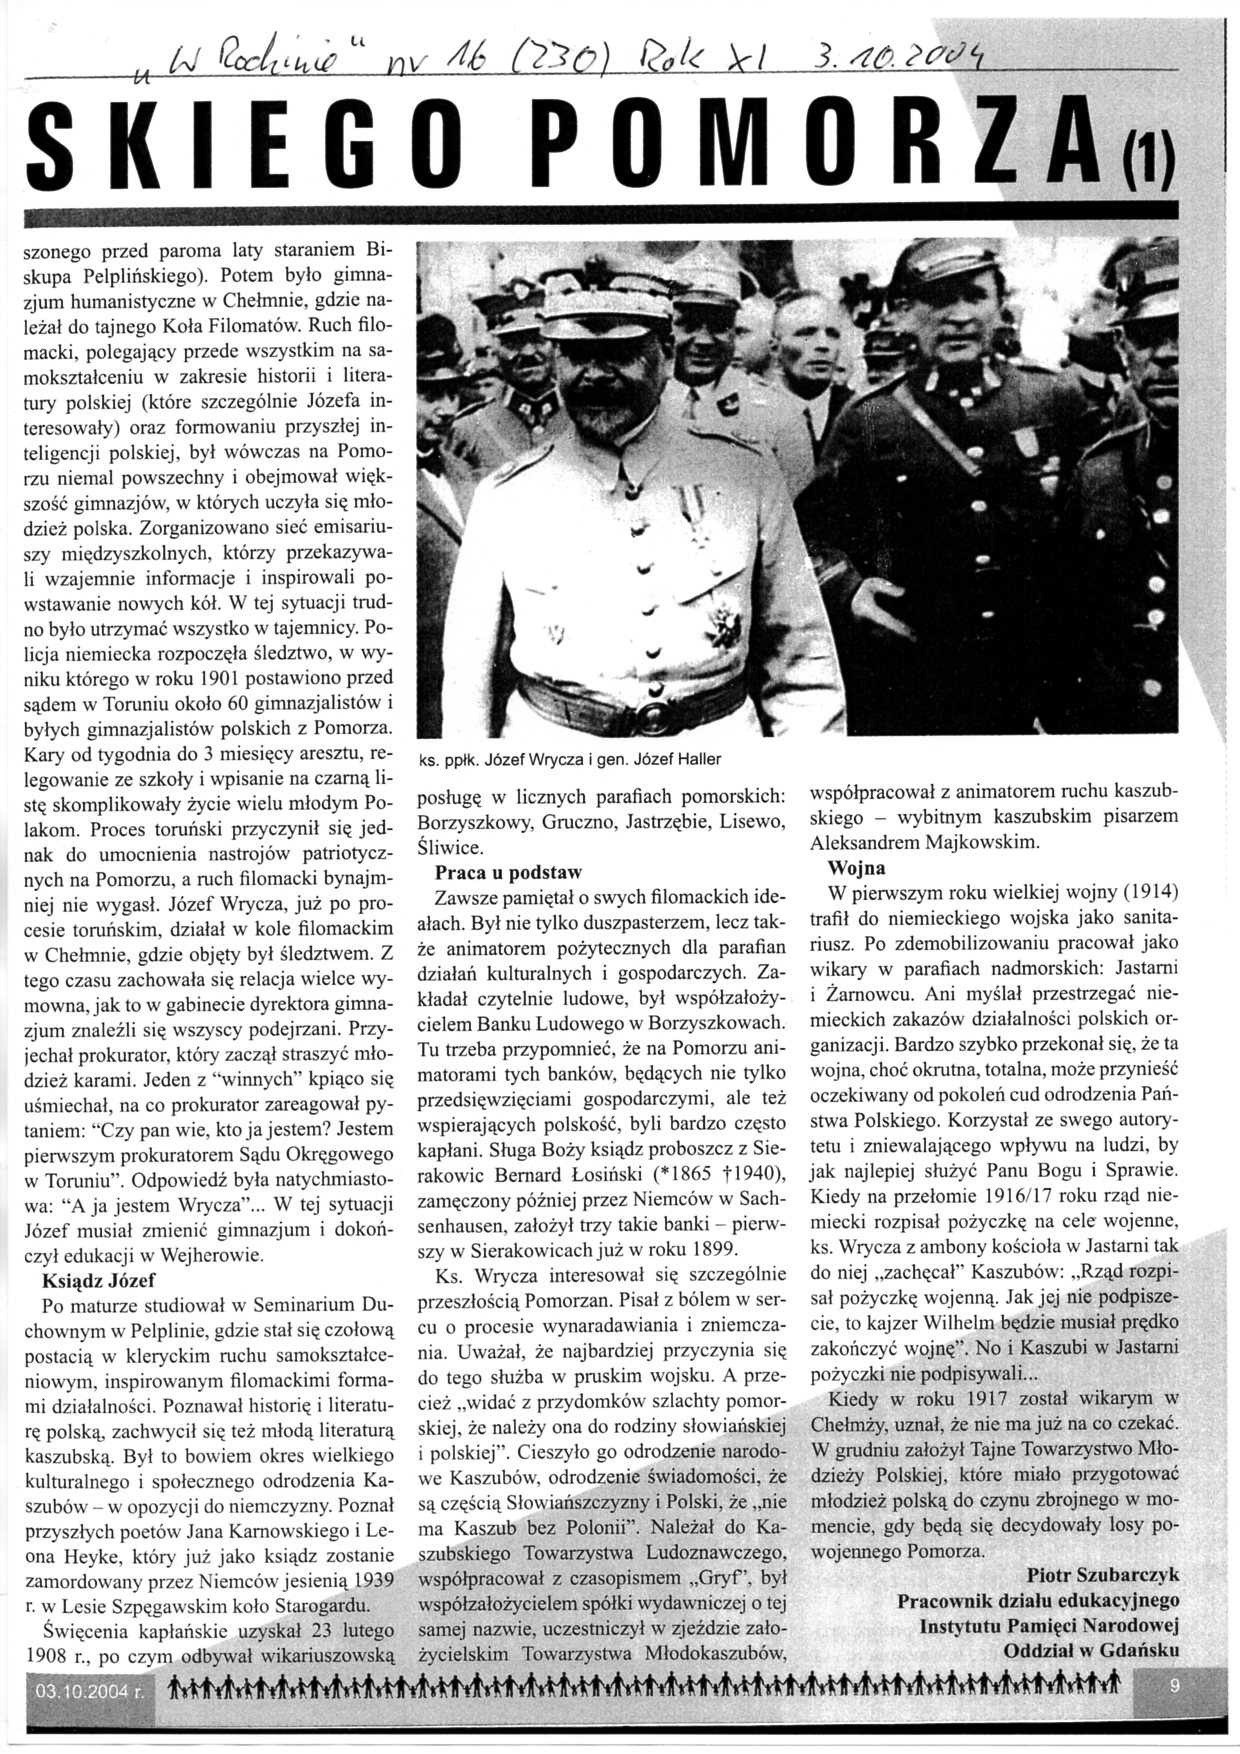 „W Rodzinie" nr 16 (230) Rok XI 3.10.2004
SKIEGO POMORZA (1)
szonego przed paroma laty staraniem Bi-
skupa Pelplińskiego). Potem było gimna-
zjum humanistyczne w Chełmnie, gdzie na-
leżał do tajnego Koła Filomatów. Ruch filo-
macki, polegający przede wszystkim na sa-
mokształceniu w zakresie historii i litera-
tury polskiej (które szczególnie Józefa in-
teresowały) oraz formowaniu przyszłej in-
teligencji polskiej, był wówczas na Pomo-
rzu niemal powszechny i obejmował więk-
szość gimnazjów, w których uczyła się mło-
dzież polska. Zorganizowano sieć emisariu-
szy międzyszkolnych, którzy przekazywa-
li wzajemnie informacje i inspirowali po-
wstawanie nowych kół. W tej sytuacji trud-
no było utrzymać wszystko w tajemnicy. Po-
licja niemiecka rozpoczęła śledztwo, w wy-
niku którego w roku 1901 postawiono przed
sądem w Toruniu około 60 gimnazjalistów i
byłych gimnazjalistów polskich z Pomorza.
Kary od tygodnia do 3 miesięcy aresztu, re-
legowanie ze szkoły i wpisanie na czarną li-
stę skomplikowały życie wielu młodym Po-
lakom. Proces toruński przyczynił się jed-
nak do umocnienia nastrojów patriotycz-
nych na Pomorzu, a ruch filomacki bynajm-
niej nie wygasł. Józef Wrycza, już po pro-
cesie toruńskim, działał w kole filomackim
w Chełmnie, gdzie objęty był śledztwem. Z
tego czasu zachowała się relacja wielce wy-
mowna, jak to w gabinecie dyrektora gimna-
zjum znaleźli się wszyscy podejrzani. Przy-
jechał prokurator, który zaczął straszyć mło-
dzież karami. Jeden z “winnych” kpiąco się
uśmiechał, na co prokurator zareagował py-
taniem: “Czy pan wie, kto ja jestem? Jestem
pierwszym prokuratorem Sądu Okręgowego
w Toruniu”. Odpowiedź była natychmiasto-
wa: “A ja jestem Wrycza”... W tej sytuacji
Józef musiał zmienić gimnazjum i dokoń-
czył edukacji w Wejherowie.
Ksiądz Józef
Po maturze studiował w Seminarium Du-
chownym w Pelplinie, gdzie stał się czołową
postacią w kleryckim ruchu samokształce-
niowym, inspirowanym filomackimi forma-
mi działalności. Poznawał historię i literatu-
rę polską, zachwycił się też młodą literaturą
kaszubską. Był to bowiem okres wielkiego
kulturalnego i społecznego odrodzenia Ka-
szubów – w opozycji do niemczyzny. Poznał
przyszłych poetów Jana Karnowskiego i Le-
ona Heyke, który już jako ksiądz zostanie
zamordowany przez Niemców jesienią 1939
r. w Lesie Szpęgawskim koło Starogardu.
Święcenia kapłańskie uzyskał 23 lutego
1908 r., po czym odbywał wikariuszowską
ks. ppłk. Józef Wrycza i gen. Józef Haller
posługę w licznych parafiach pomorskich:
Borzyszkowy, Gruczno, Jastrzębie, Lisewo,
Śliwice.
Praca u podstaw
Zawsze pamiętał o swych filomackich ide-
ałach. Był nie tylko duszpasterzem, lecz tak-
że animatorem pożytecznych dla parafian
działań kulturalnych i gospodarczych. Za-
kładał czytelnie ludowe, był współzałoży-
cielem Banku Ludowego w Borzyszkowach.
Tu trzeba przypomnieć, że na Pomorzu ani-
matorami tych banków, będących nie tylko
przedsięwzięciami gospodarczymi, ale też
wspierających polskość, byli bardzo często
kapłani. Sługa Boży ksiądz proboszcz z Sie-
rakowic Bernard Łosiński (*1865 †1940),
zamęczony później przez Niemców w Sach-
senhausen, założył trzy takie banki – pierw-
szy w Sierakowicach już w roku 1899.
Ks. Wrycza interesował się szczególnie
przeszłością Pomorzan. Pisał z bólem w ser-
cu o procesie wynaradawiania i zniemcza-
nia. Uważał, że najbardziej przyczynia się
do tego służba w pruskim wojsku. A prze-
cież „widać z przydomków szlachty pomor-
skiej, że należy ona do rodziny słowiańskiej
i polskiej”. Cieszyło go odrodzenie narodo-
we Kaszubów, odrodzenie świadomości, że
są częścią Słowiańszczyzny i Polski, że „nie
ma Kaszub bez Polonii”. Należał do Ka-
szubskiego Towarzystwa Ludoznawczego,
współpracował z czasopismem „Gryf”, był
współzałożycielem spółki wydawniczej o tej
samej nazwie, uczestniczył w zjeździe zało-
życielskim Towarzystwa Młodokaszubów,
współpracował z animatorem ruchu kaszub-
skiego – wybitnym kaszubskim pisarzem
Aleksandrem Majkowskim.
Wojna
W pierwszym roku wielkiej wojny (1914)
trafił do niemieckiego wojska jako sanita-
riusz. Po zdemobilizowaniu pracował jako
wikary w parafiach nadmorskich: Jastarni
i Żarnowcu. Ani myślał przestrzegać nie-
mieckich zakazów działalności polskich or-
ganizacji. Bardzo szybko przekonał się, że ta
wojna, choć okrutna, totalna, może przynieść
oczekiwany od pokoleń cud odrodzenia Pań-
stwa Polskiego. Korzystał ze swego autory-
tetu i zniewalającego wpływu na ludzi, by
jak najlepiej służyć Panu Bogu i Sprawie.
Kiedy na przełomie 1916/17 roku rząd nie-
miecki rozpisał pożyczkę na cele wojenne,
ks. Wrycza z ambony kościoła w Jastarni tak
do niej „zachęcał” Kaszubów: „Rząd rozpi-
sał pożyczkę wojenną. Jak jej nie podpisze-
cie, to kajzer Wilhelm będzie musiał prędko
zakończyć wojnę”. No i Kaszubi w Jastarni
pożyczki nie podpisywali...
Kiedy w roku 1917 został wikarym w
Chełmży, uznał, że nie ma już na co czekać.
W grudniu założył Tajne Towarzystwo Mło-
dzieży Polskiej, które miało przygotować
młodzież polską do czynu zbrojnego w mo-
mencie, gdy będą się decydowały losy po-
wojennego Pomorza.
Piotr Szubarczyk
Pracownik działu edukacyjnego
Instytutu Pamięci Narodowej
Oddział w Gdańsku
03.10.2004 r.
9